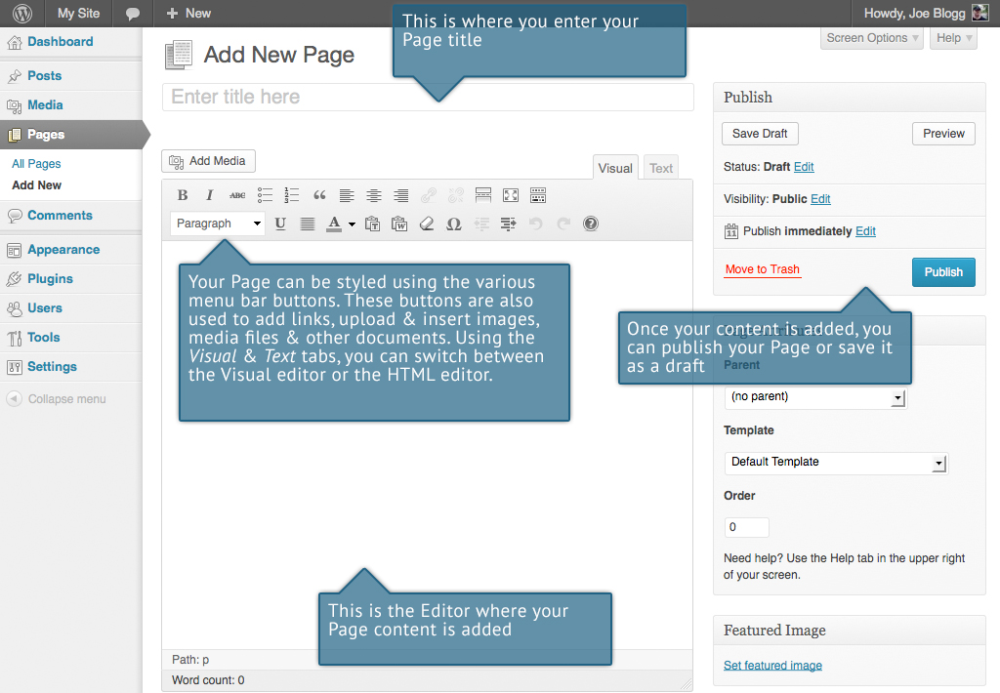 My Site
New
Howdy, Joe Blogg
This is where you enter your
Page title
Screen Options
Help
Dashboard
Posts
Media
Pages
All Pages
Add New
Comments
Appearance
Plugins
Users
Tools
Settings
Collapse menu
Add New Page
Enter title here
Add Media
Visual
Text
B I ABC
Paragraph
U A
Your Page can be styled using the various
menu bar buttons. These buttons are also
used to add links, upload & insert images,
media files & other documents. Using the
Visual & Text tabs, you can switch between
the Visual editor or the HTML editor.
This is the Editor where your
Page content is added
Path: p
Word count: 0
Publish
Save Draft
Preview
Status: Draft Edit
Visibility: Public Edit
Publish immediately Edit
Move to Trash
Publish
Once your content is added, you
can publish your Page or save it
as a draft
Parent
(no parent)
Template
Default Template
Order
0
Need help? Use the Help tab in the upper right
of your screen.
Featured Image
Set featured image